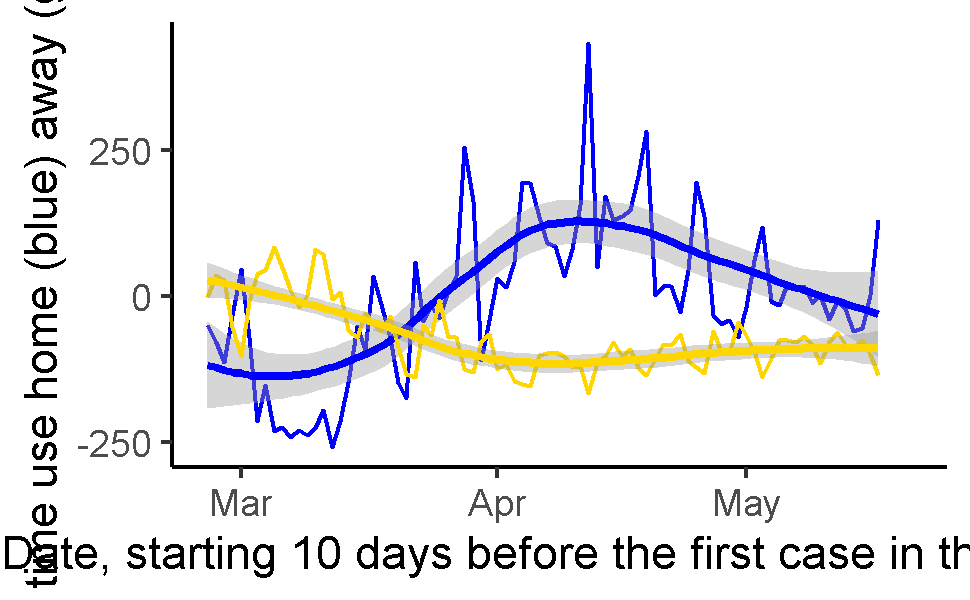 time use home (blue) away (
250
0
-250
Mar Apr May
Date, starting 10 days before the first case in th